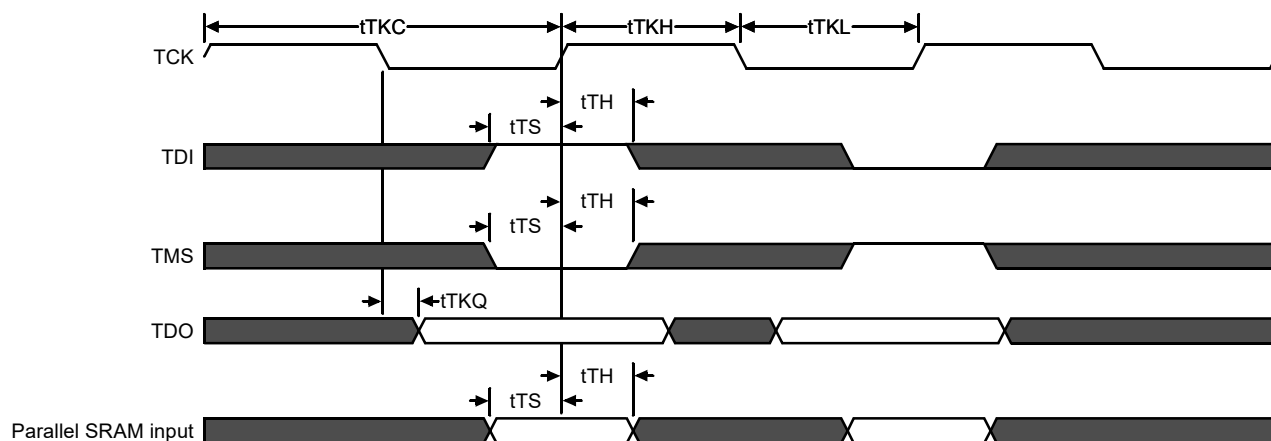 tTKC tTKH tTKL
TCK
tTH
tTS
TDI
tTH
tTS
TMS
tTKQ
TDO
tTH
tTS
Parallel SRAM input